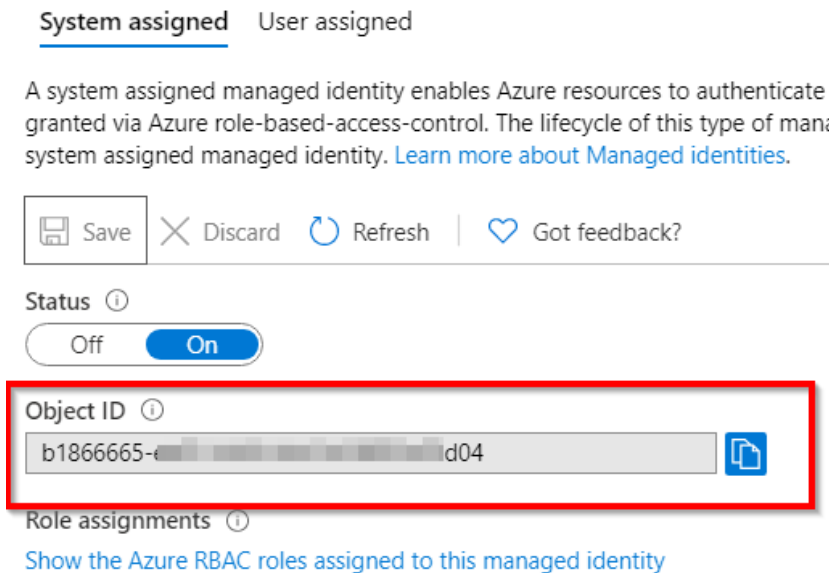 System assigned User assigned
A system assigned managed identity enables Azure resources to authenticate
granted via Azure role-based-access-control. The lifecycle of this type of
system assigned managed identity. Learn more about Managed identities.
Save Discard Refresh Got feedback?
Status
Off On
Object ID
b1866665- d04
Role assignments
Show the Azure RBAC roles assigned to this managed identity